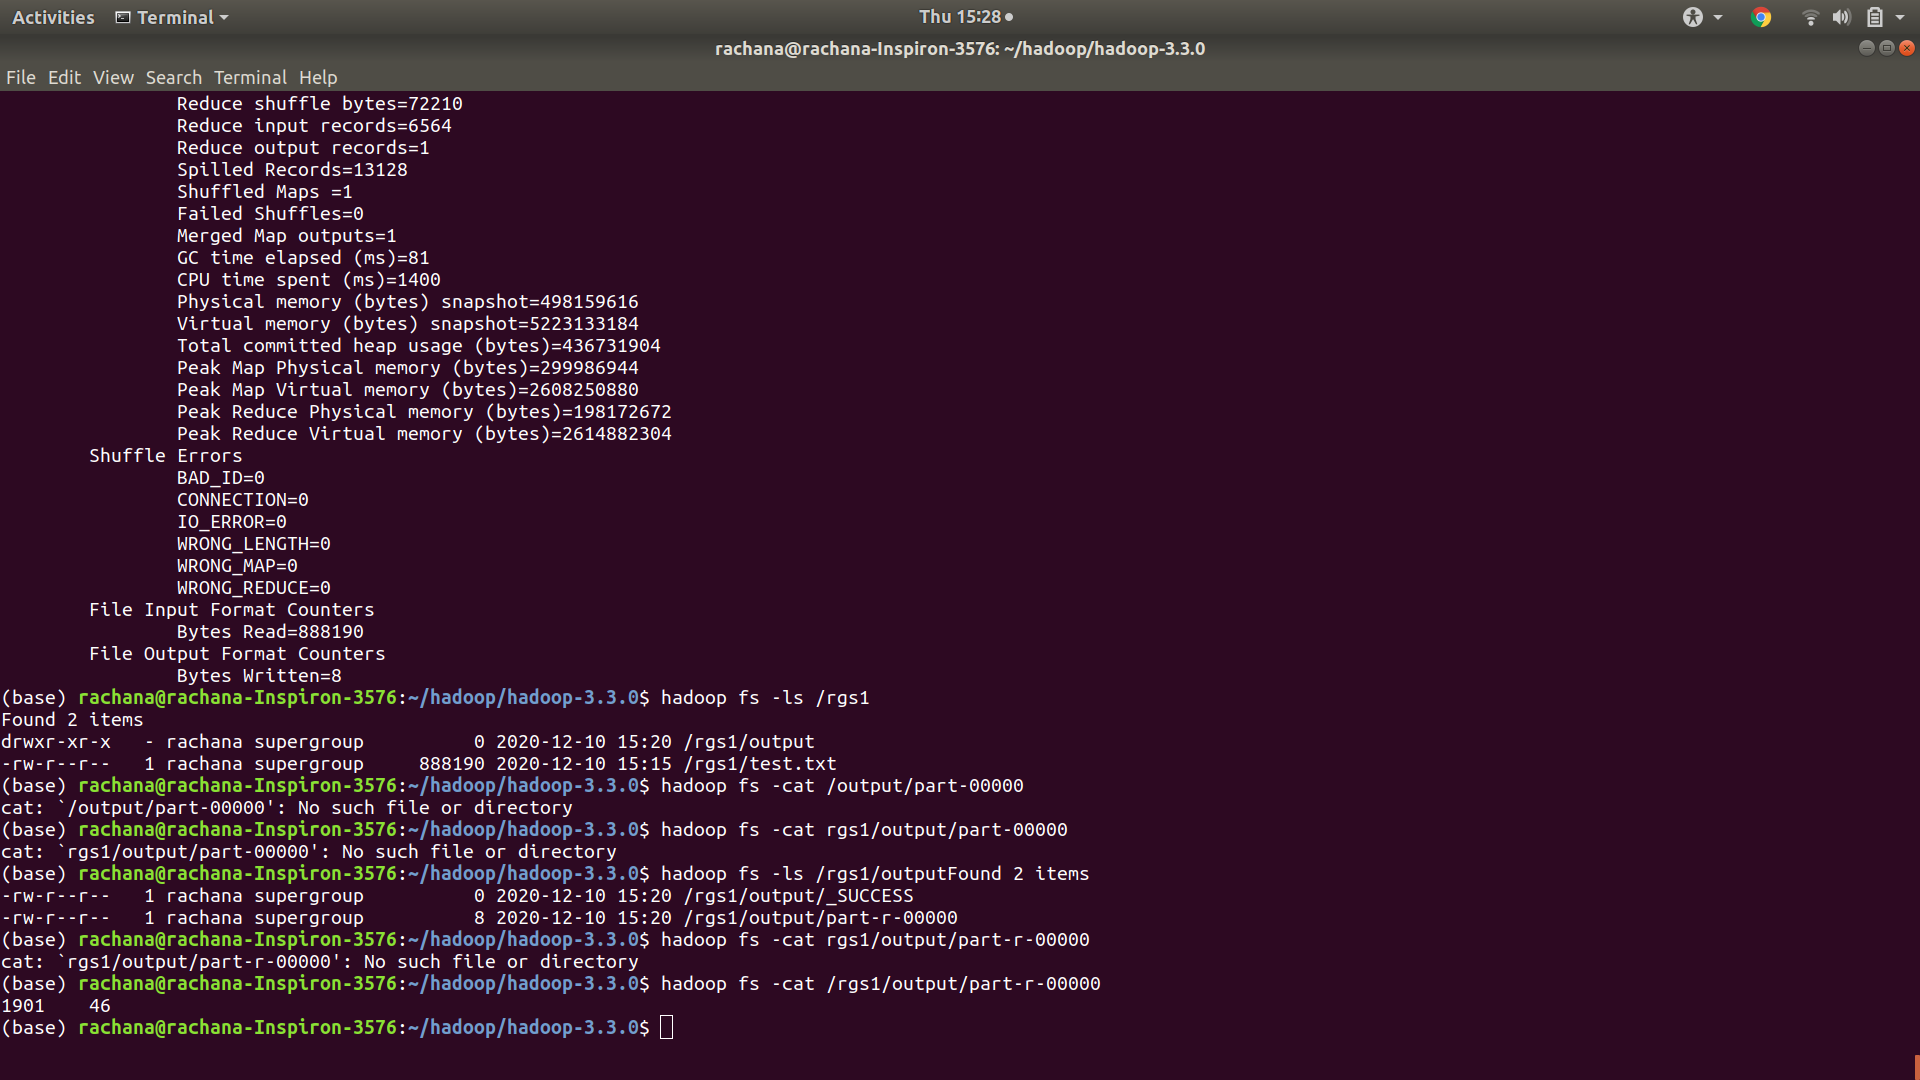 Activities Terminal Thu 15:28
rachana@rachana-Inspiron-3576: ~/hadoop/hadoop-3.3.0
File Edit View Search Terminal Help
Reduce shuffle bytes=72210
Reduce input records=6564
Reduce output records=1
Spilled Records=13128
Shuffled Maps =1
Failed Shuffles=0
Merged Map outputs=1
GC time elapsed (ms)=81
CPU time spent (ms)=1400
Physical memory (bytes) snapshot=498159616
Virtual memory (bytes) snapshot=5223133184
Total committed heap usage (bytes)=436731904
Peak Map Physical memory (bytes)=299986944
Peak Map Virtual memory (bytes)=2608250880
Peak Reduce Physical memory (bytes)=198172672
Peak Reduce Virtual memory (bytes)=2614882304
Shuffle Errors
BAD_ID=0
CONNECTION=0
IO_ERROR=0
WRONG_LENGTH=0
WRONG_MAP=0
WRONG_REDUCE=0
File Input Format Counters
Bytes Read=888190
File Output Format Counters
Bytes Written=8
(base) rachana@rachana-Inspiron-3576:~/hadoop/hadoop-3.3.0$ hadoop fs -ls /rgs1
Found 2 items
drwxr-xr-x   - rachana supergroup          0 2020-12-10 15:20 /rgs1/output
-rw-r--r--   1 rachana supergroup     888190 2020-12-10 15:15 /rgs1/test.txt
(base) rachana@rachana-Inspiron-3576:~/hadoop/hadoop-3.3.0$ hadoop fs -cat /output/part-00000
cat: `/output/part-00000': No such file or directory
(base) rachana@rachana-Inspiron-3576:~/hadoop/hadoop-3.3.0$ hadoop fs -cat rgs1/output/part-00000
cat: `rgs1/output/part-00000': No such file or directory
(base) rachana@rachana-Inspiron-3576:~/hadoop/hadoop-3.3.0$ hadoop fs -ls /rgs1/outputFound 2 items
-rw-r--r--   1 rachana supergroup          0 2020-12-10 15:20 /rgs1/output/_SUCCESS
-rw-r--r--   1 rachana supergroup          8 2020-12-10 15:20 /rgs1/output/part-r-00000
(base) rachana@rachana-Inspiron-3576:~/hadoop/hadoop-3.3.0$ hadoop fs -cat rgs1/output/part-r-00000
cat: `rgs1/output/part-r-00000': No such file or directory
(base) rachana@rachana-Inspiron-3576:~/hadoop/hadoop-3.3.0$ hadoop fs -cat /rgs1/output/part-r-00000
1901    46
(base) rachana@rachana-Inspiron-3576:~/hadoop/hadoop-3.3.0$